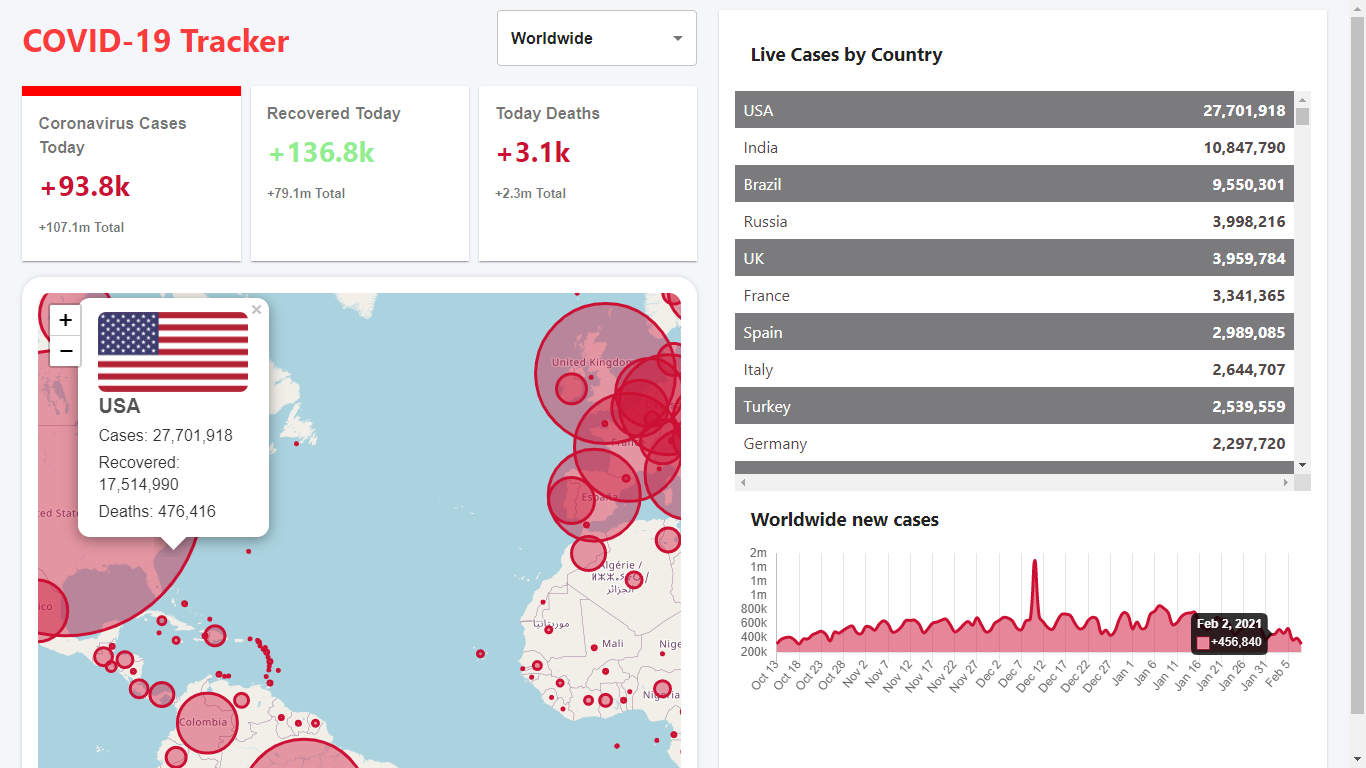 COVID-19 Tracker
Worldwide
Coronavirus Cases
Today
+93.8k
+107.1m Total
Recovered Today
+136.8k
+79.1m Total
Today Deaths
+3.1k
+2.3m Total
+
−
×
USA
Cases: 27,701,918
Recovered:
17,514,990
Deaths: 476,416
ed Stat
ico
United Kingdom
France
España
Algérie /
الجزائر
موريتانيا
Mali
Nige
Nigeria
Colombia
Live Cases by Country
USA 27,701,918
India 10,847,790
Brazil 9,550,301
Russia 3,998,216
UK 3,959,784
France 3,341,365
Spain 2,989,085
Italy 2,644,707
Turkey 2,539,559
Germany 2,297,720
Worldwide new cases
2m
1m
1m
1m
800k
600k
400k
200k
Feb 2, 2021
+456,840
Oct 13
Oct 18
Oct 23
Oct 28
Nov 2
Nov 7
Nov 12
Nov 17
Nov 22
Nov 27
Dec 2
Dec 7
Dec 12
Dec 17
Dec 22
Dec 27
Jan 1
Jan 6
Jan 11
Jan 16
Jan 21
Jan 26
Jan 31
Feb 5